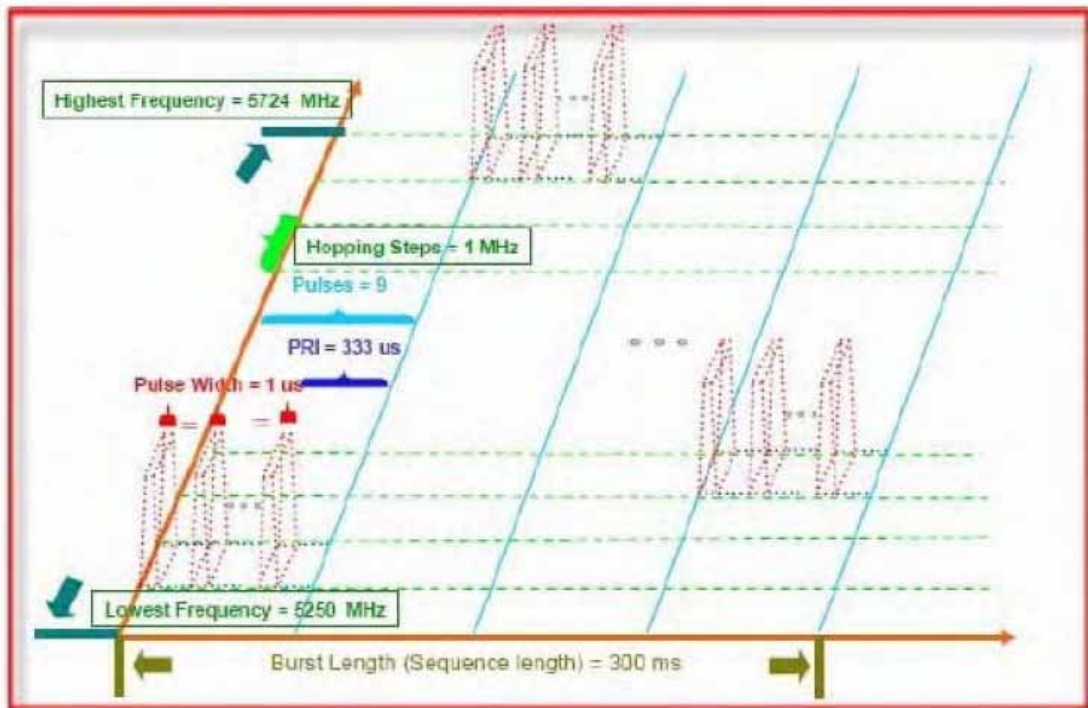 Highest Frequency = 5724 MHz
Hopping Steps = 1 MHz
Pulses = 9
PRI = 333 us
Pulse Width = 1 us
Lowest Frequency = 5250 MHz
Burst Length (Sequence length) = 300 ms